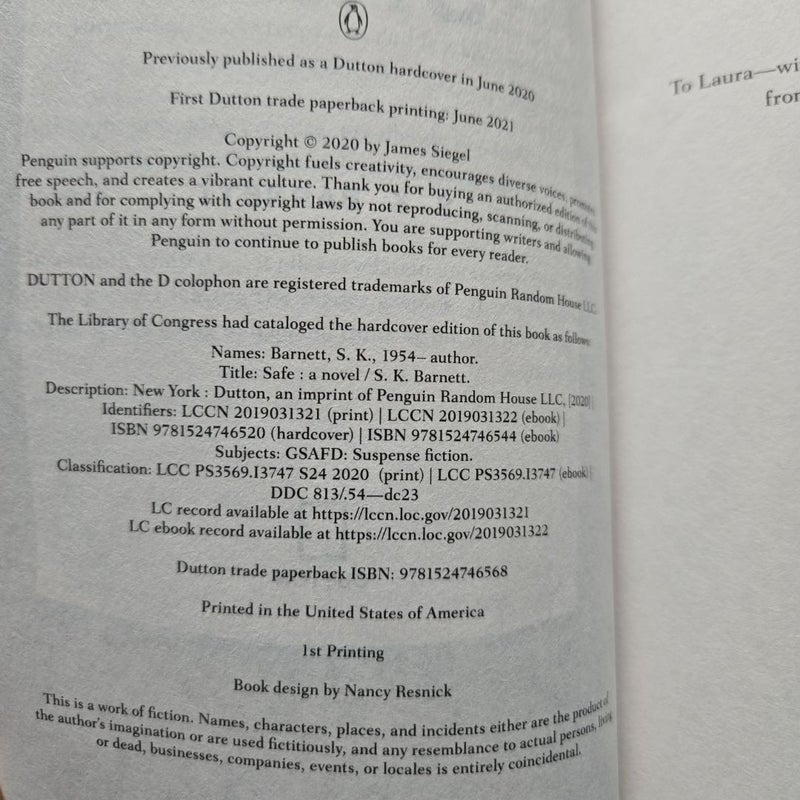 Previously published as a Dutton hardcover in June 2020
First Dutton trade paperback printing: June 2021
Copyright © 2020 by James Siegel
Penguin supports copyright. Copyright fuels creativity, encourages diverse voices, promotes
free speech, and creates a vibrant culture. Thank you for buying an authorized edition of this
book and for complying with copyright laws by not reproducing, scanning, or distributing
any part of it in any form without permission. You are supporting writers and allowing
Penguin to continue to publish books for every reader.
DUTTON and the D colophon are registered trademarks of Penguin Random House LLC.
The Library of Congress had cataloged the hardcover edition of this book as follows:
Names: Barnett, S. K., 1954– author.
Title: Safe : a novel / S. K. Barnett.
Description: New York : Dutton, an imprint of Penguin Random House LLC, [2020] |
Identifiers: LCCN 2019031321 (print) | LCCN 2019031322 (ebook) |
ISBN 9781524746520 (hardcover) | ISBN 9781524746544 (ebook)
Subjects: GSAFD: Suspense fiction.
Classification: LCC PS3569.I3747 S24 2020 (print) | LCC PS3569.I3747 (ebook) |
DDC 813/.54—dc23
LC record available at https://lccn.loc.gov/2019031321
LC ebook record available at https://lccn.loc.gov/2019031322
Dutton trade paperback ISBN: 9781524746568
Printed in the United States of America
1st Printing
Book design by Nancy Resnick
This is a work of fiction. Names, characters, places, and incidents either are the product of
the author's imagination or are used fictitiously, and any resemblance to actual persons, living
or dead, businesses, companies, events, or locales is entirely coincidental.
To Laura—wi
from